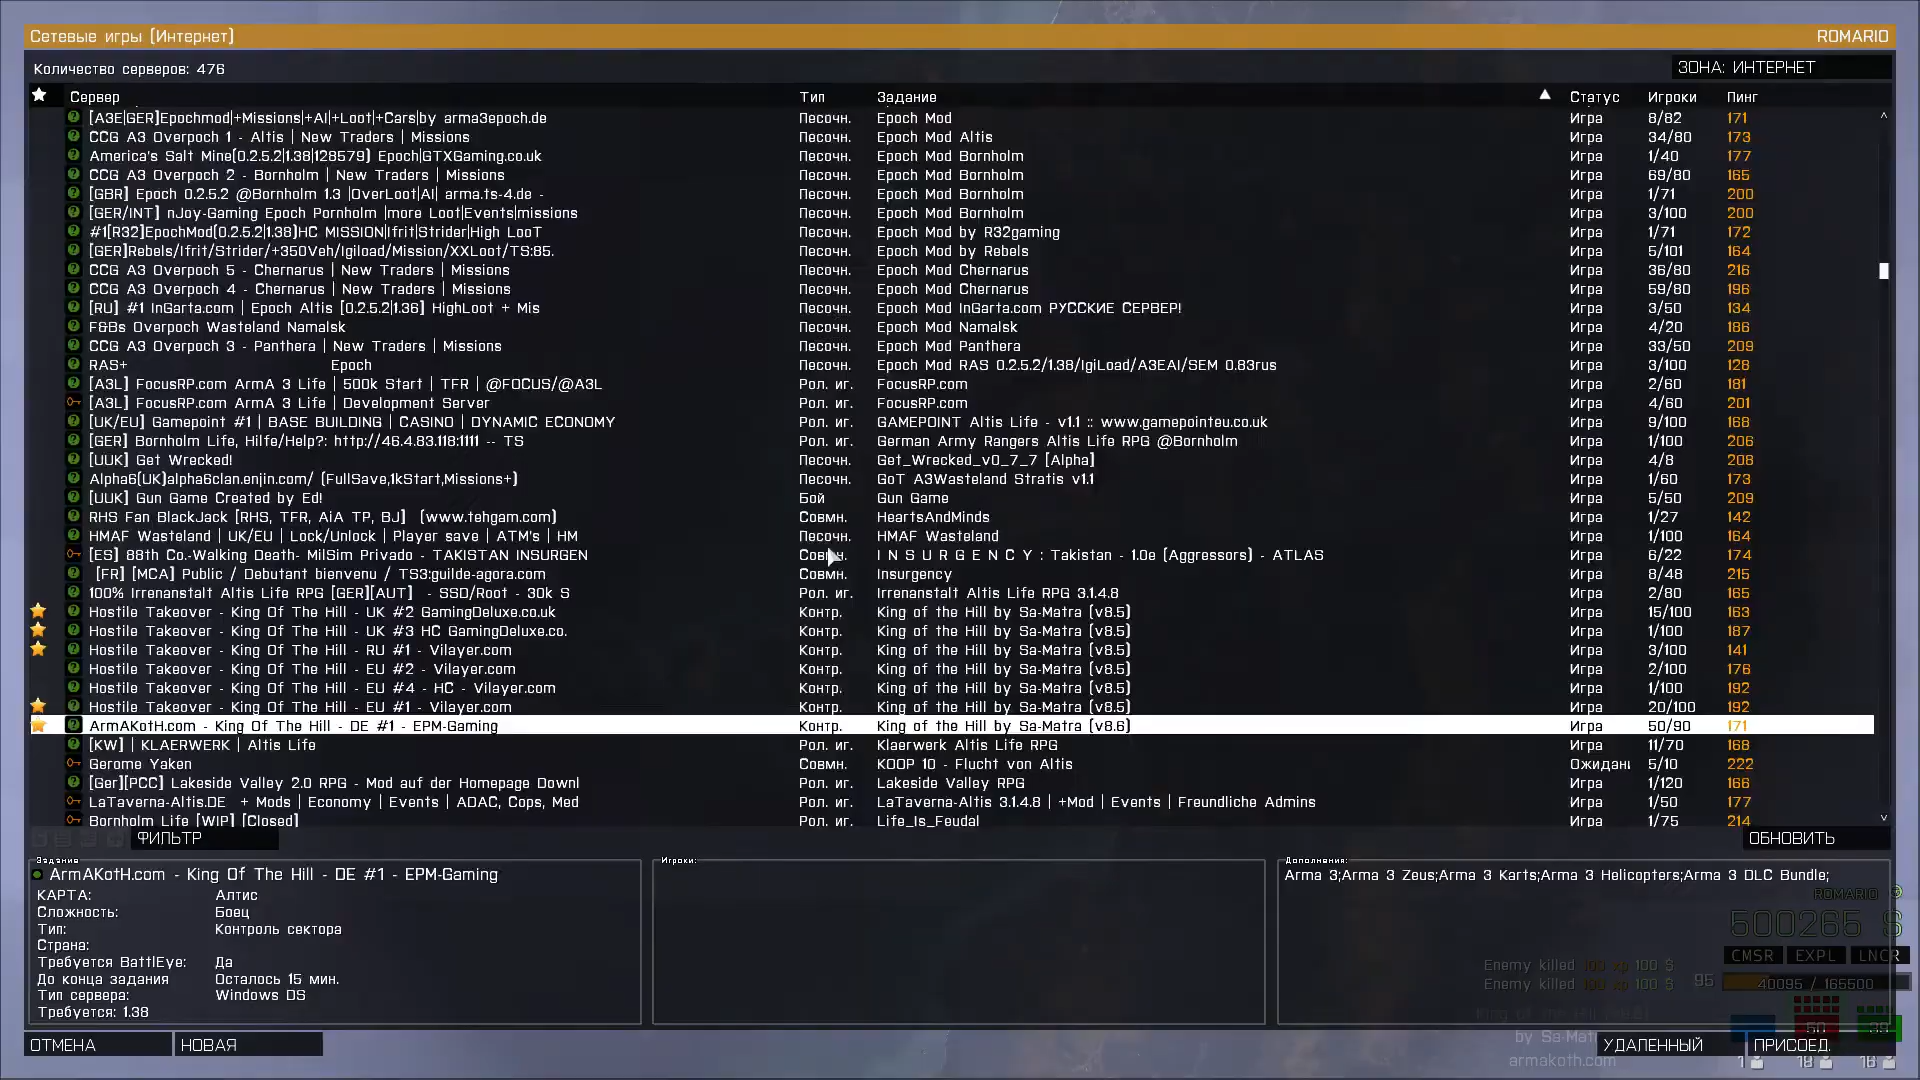 Сетевые игры (Интернет) ROMARIO
Количество серверов: 476 ЗОНА: ИНТЕРНЕТ
Сервер Тип Задание Статус Игроки Пинг
[A3E|GER]Epochmod|+Missions|+AI|+Loot|+Cars|by arma3epoch.de Песочн. Epoch Mod Игра 8/82 171
CCG A3 Overpoch 1 - Altis | New Traders | Missions Песочн. Epoch Mod Altis Игра 34/80 173
America's Salt Mine(0.2.5.2|1.38|128579) Epoch|GTXGaming.co.uk Песочн. Epoch Mod Bornholm Игра 1/40 177
CCG A3 Overpoch 2 - Bornholm | New Traders | Missions Песочн. Epoch Mod Bornholm Игра 69/80 165
[GBR] Epoch 0.2.5.2 @Bornholm 1.3 |OverLoot|AI| arma.ts-4.de - Песочн. Epoch Mod Bornholm Игра 1/71 200
[GER/INT] nJoy-Gaming Epoch Pornholm |more Loot|Events|missions Песочн. Epoch Mod Bornholm Игра 3/100 200
#1[R32]EpochMod(0.2.5.2|1.38)HC MISSION|Ifrit|Strider|High LooT Песочн. Epoch Mod by R32gaming Игра 1/71 172
[GER]Rebels/Ifrit/Strider/+350Veh/Igiload/Mission/XXLoot/TS:85. Песочн. Epoch Mod by Rebels Игра 5/101 164
CCG A3 Overpoch 5 - Chernarus | New Traders | Missions Песочн. Epoch Mod Chernarus Игра 36/80 216
CCG A3 Overpoch 4 - Chernarus | New Traders | Missions Песочн. Epoch Mod Chernarus Игра 59/80 196
[RU] #1 InGarta.com | Epoch Altis [0.2.5.2|1.36] HighLoot + Mis Песочн. Epoch Mod InGarta.com РУССКИЕ СЕРВЕР! Игра 3/50 134
F&Bs Overpoch Wasteland Namalsk Песочн. Epoch Mod Namalsk Игра 4/20 186
CCG A3 Overpoch 3 - Panthera | New Traders | Missions Песочн. Epoch Mod Panthera Игра 33/50 209
RAS+ Epoch Песочн. Epoch Mod RAS 0.2.5.2/1.38/IgiLoad/A3EAI/SEM 0.83rus Игра 3/100 128
[A3L] FocusRP.com ArmA 3 Life | 500k Start | TFR | @FOCUS/@A3L Рол. иг. FocusRP.com Игра 2/60 181
[A3L] FocusRP.com ArmA 3 Life | Development Server Рол. иг. FocusRP.com Игра 4/60 201
[UK/EU] Gamepoint #1 | BASE BUILDING | CASINO | DYNAMIC ECONOMY Рол. иг. GAMEPOINT Altis Life - v1.1 :: www.gamepointeu.co.uk Игра 9/100 168
[GER] Bornholm Life, Hilfe/Help?: http://46.4.83.118:1111 -- TS Рол. иг. German Army Rangers Altis Life RPG @Bornholm Игра 1/100 206
[UUK] Get Wrecked! Песочн. Get_Wrecked_v0_7_7 [Alpha] Игра 4/8 208
Alpha6(UK)alpha6clan.enjin.com/ (FullSave,1kStart,Missions+) Песочн. GoT A3Wasteland Stratis v1.1 Игра 1/60 173
[UUK] Gun Game Created by Ed! Бой Gun Game Игра 5/50 209
RHS Fan BlackJack [RHS, TFR, AiA TP, BJ] (www.tehgam.com) Совмн. HeartsAndMinds Игра 1/27 142
HMAF Wasteland | UK/EU | Lock/Unlock | Player save | ATM's | HM Песочн. HMAF Wasteland Игра 1/100 164
[ES] 88th Co.-Walking Death- MilSim Privado - TAKISTAN INSURGEN Совмн. I N S U R G E N C Y : Takistan - 1.0e (Aggressors) - ATLAS Игра 6/22 174
[FR] [MCA] Public / Debutant bienvenu / TS3:guilde-agora.com Совмн. Insurgency Игра 8/48 215
100% Irrenanstalt Altis Life RPG [GER][AUT] - SSD/Root - 30k S Рол. иг. Irrenanstalt Altis Life RPG 3.1.4.8 Игра 2/80 165
Hostile Takeover - King Of The Hill - UK #2 GamingDeluxe.co.uk Контр. King of the Hill by Sa-Matra (v8.5) Игра 15/100 163
Hostile Takeover - King Of The Hill - UK #3 HC GamingDeluxe.co. Контр. King of the Hill by Sa-Matra (v8.5) Игра 1/100 187
Hostile Takeover - King Of The Hill - RU #1 - Vilayer.com Контр. King of the Hill by Sa-Matra (v8.5) Игра 3/100 141
Hostile Takeover - King Of The Hill - EU #2 - Vilayer.com Контр. King of the Hill by Sa-Matra (v8.5) Игра 2/100 176
Hostile Takeover - King Of The Hill - EU #4 - HC - Vilayer.com Контр. King of the Hill by Sa-Matra (v8.5) Игра 1/100 192
Hostile Takeover - King Of The Hill - EU #1 - Vilayer.com Контр. King of the Hill by Sa-Matra (v8.5) Игра 20/100 192
ArmAKotH.com - King Of The Hill - DE #1 - EPM-Gaming Контр. King of the Hill by Sa-Matra (v8.6) Игра 50/90 171
[KW] | KLAERWERK | Altis Life Рол. иг. Klaerwerk Altis Life RPG Игра 11/70 168
Gerome Yaken Совмн. KOOP 10 - Flucht von Altis Ожидани 5/10 222
[Ger][PCC] Lakeside Valley 2.0 RPG - Mod auf der Homepage Downl Рол. иг. Lakeside Valley RPG Игра 1/120 166
LaTaverna-Altis.DE + Mods | Economy | Events | ADAC, Cops, Med Рол. иг. LaTaverna-Altis 3.1.4.8 | +Mod | Events | Freundliche Admins Игра 1/50 177
Bornholm Life [WIP] [Closed] Рол. иг. Life_Is_Feudal Игра 1/75 214
ФИЛЬТР ОБНОВИТЬ
Задание Игроки: Дополнения:
ArmAKotH.com - King Of The Hill - DE #1 - EPM-Gaming Arma 3;Arma 3 Zeus;Arma 3 Karts;Arma 3 Helicopters;Arma 3 DLC Bundle;
КАРТА: Алтис ROMARIO
Сложность: Боец 500265 $
Тип: Контроль сектора
Страна:
CMSR EXPL LNCR
Требуется BattlEye: Да Enemy killed 100 $
До конца задания Осталось 15 мин. Enemy killed 100 $ 95 40095 / 165500
Тип сервера: Windows DS
Требуется: 1.38 King of the Hill
50 39
by Sa-Mat
ОТМЕНА НОВАЯ УДАЛЕННЫЙ ПРИСОЕД.
armakoth.com 1 18 16